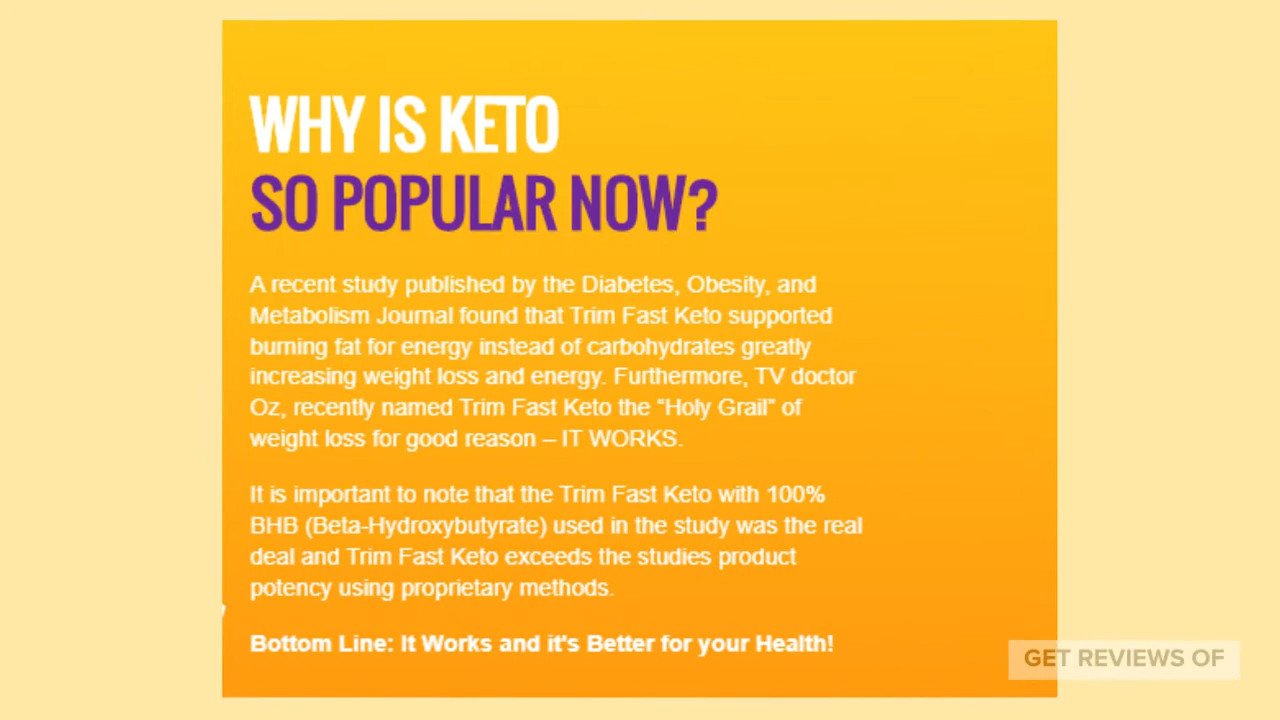 WHY IS KETO
SO POPULAR NOW?
A recent study published by the Diabetes, Obesity, and
Metabolism Journal found that Trim Fast Keto supported
burning fat for energy instead of carbohydrates greatly
increasing weight loss and energy. Furthermore, TV doctor
Oz, recently named Trim Fast Keto the “Holy Grail” of
weight loss for good reason – IT WORKS.
It is important to note that the Trim Fast Keto with 100%
BHB (Beta-Hydroxybutyrate) used in the study was the real
deal and Trim Fast Keto exceeds the studies product
potency using proprietary methods.
Bottom Line: It Works and it's Better for your Health!
GET REVIEWS OF